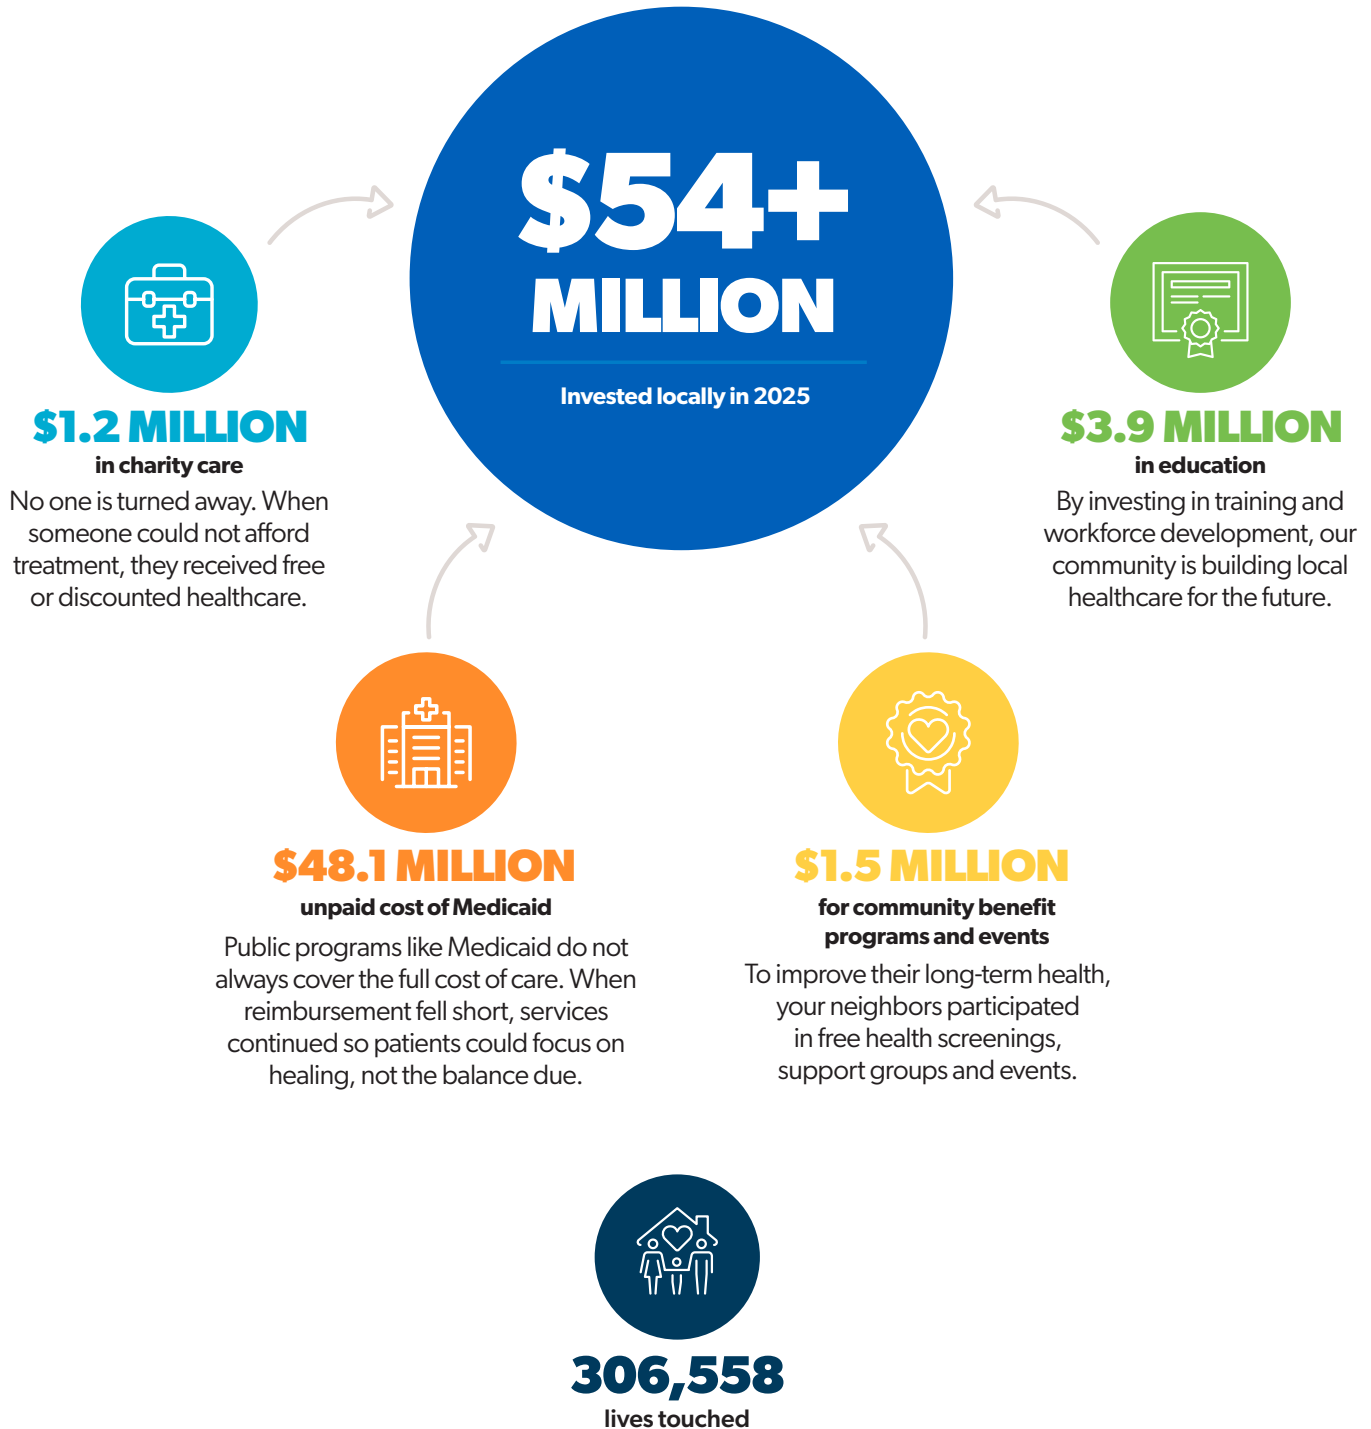 $54+
MILLION
Invested locally in 2025
$1.2 MILLION
in charity care
No one is turned away. When
someone could not afford
treatment, they received free
or discounted healthcare.
$3.9 MILLION
in education
By investing in training and
workforce development, our
community is building local
healthcare for the future.
$48.1 MILLION
unpaid cost of Medicaid
Public programs like Medicaid do not
always cover the full cost of care. When
reimbursement fell short, services
continued so patients could focus on
healing, not the balance due.
$1.5 MILLION
for community benefit
programs and events
To improve their long-term health,
your neighbors participated
in free health screenings,
support groups and events.
306,558
lives touched